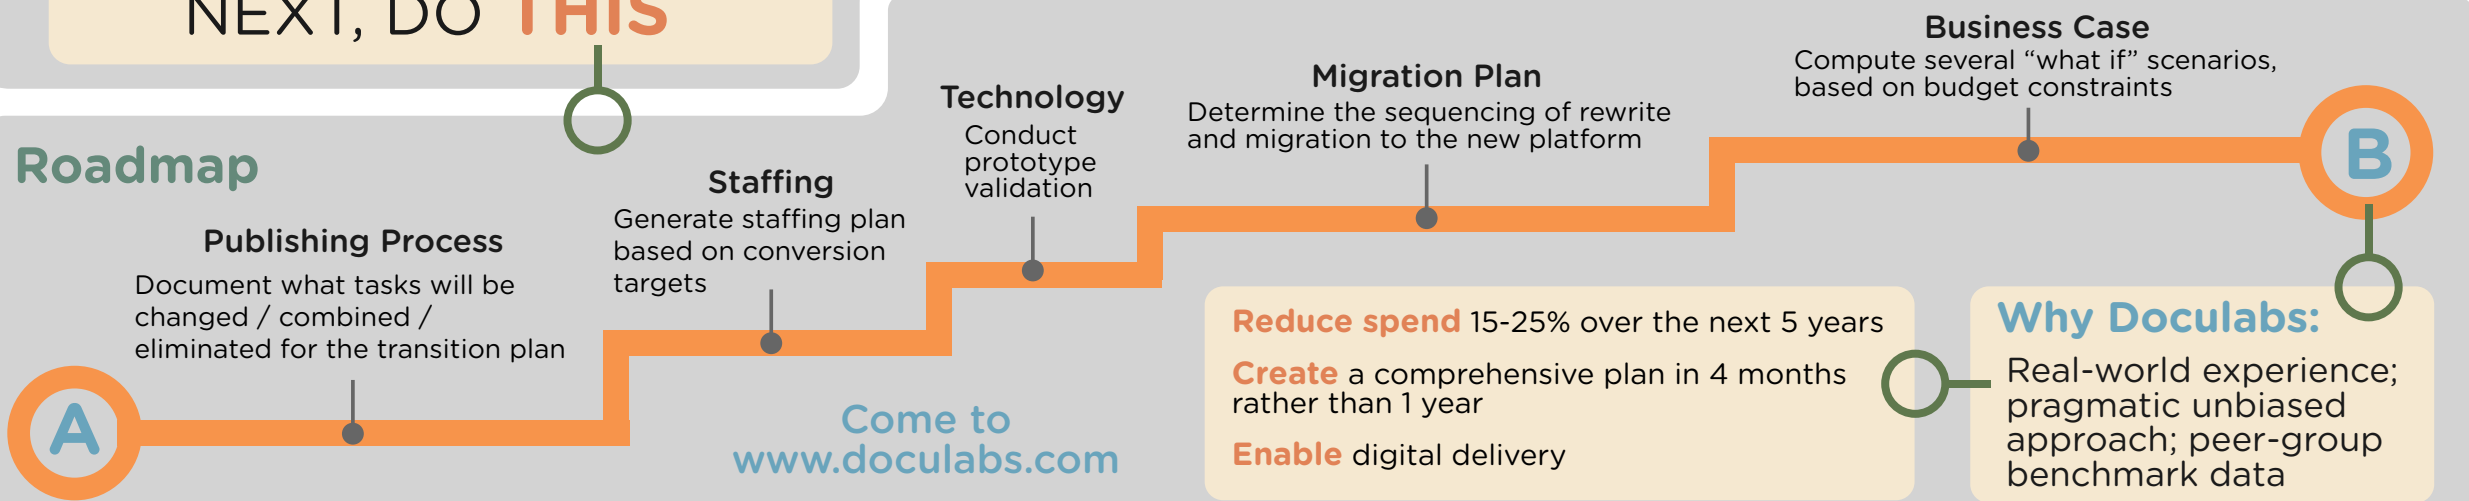 NEXT, DO THIS
Roadmap
A
Publishing Process
Document what tasks will be
changed / combined /
eliminated for the transition plan
Staffing
Generate staffing plan
based on conversion
targets
Technology
Conduct
prototype
validation
Migration Plan
Determine the sequencing of rewrite
and migration to the new platform
Business Case
Compute several “what if” scenarios,
based on budget constraints
B
Come to
www.doculabs.com
Reduce spend 15-25% over the next 5 years
Create a comprehensive plan in 4 months
rather than 1 year
Enable digital delivery
Why Doculabs:
Real-world experience;
pragmatic unbiased
approach; peer-group
benchmark data